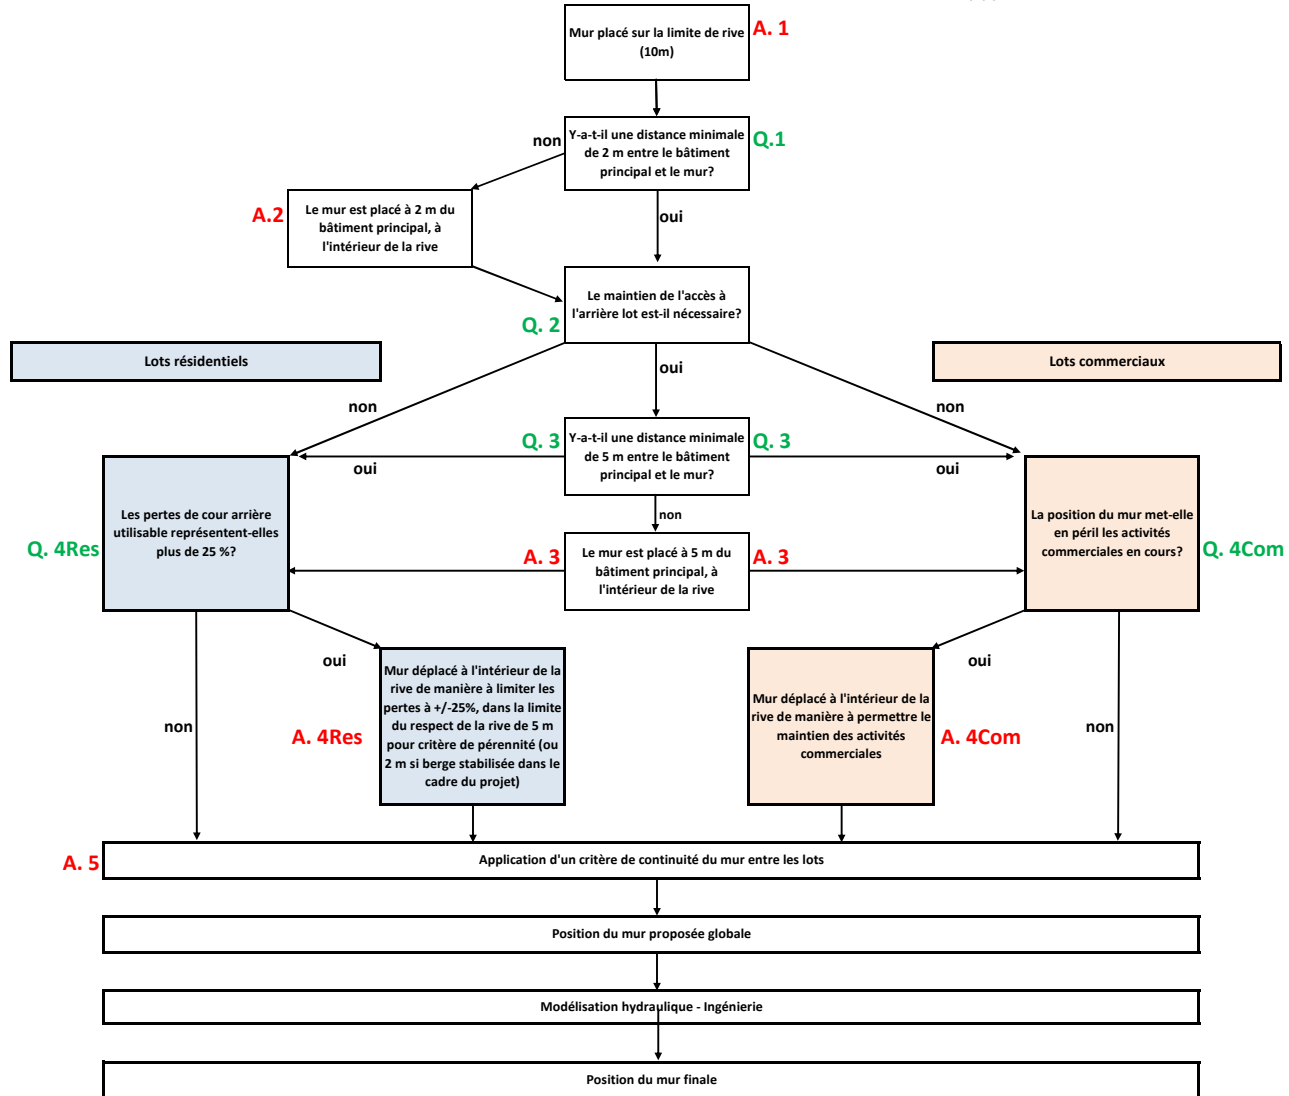 Mur placé sur la limite de rive
(10m)
A. 1
Y-a-t-il une distance minimale
de 2 m entre le bâtiment
principal et le mur?
Q.1
non
oui
A.2
Le mur est placé à 2 m du
bâtiment principal, à
l'intérieur de la rive
Le maintien de l'accès à
l'arrière lot est-il nécessaire?
Q. 2
Lots résidentiels
Lots commerciaux
oui
non
non
Q. 3
Y-a-t-il une distance minimale
de 5 m entre le bâtiment
principal et le mur?
Q. 3
oui
oui
non
Q. 4Res
Les pertes de cour arrière
utilisable représentent-elles
plus de 25 %?
A. 3
Le mur est placé à 5 m du
bâtiment principal, à
l'intérieur de la rive
A. 3
La position du mur met-elle
en péril les activités
commerciales en cours?
Q. 4Com
oui
oui
non
non
A. 4Res
Mur déplacé à l'intérieur de la
rive de manière à limiter les
pertes à +/-25%, dans la limite
du respect de la rive de 5 m
pour critère de pérennité (ou
2 m si berge stabilisée dans le
cadre du projet)
Mur déplacé à l'intérieur de la
rive de manière à permettre le
maintien des activités
commerciales
A. 4Com
A. 5
Application d'un critère de continuité du mur entre les lots
Position du mur proposée globale
Modélisation hydraulique - Ingénierie
Position du mur finale